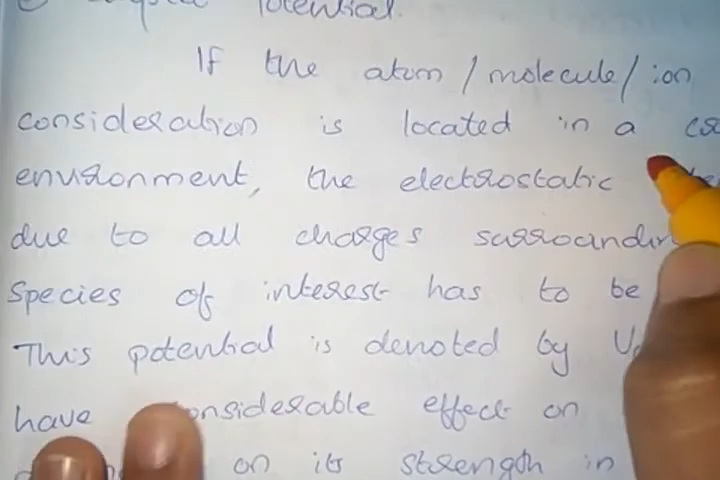 Potential.
If the atom / molecule / ion
consideration is located in a
environment, the electrostatic
due to all charges
species of interest has to be
This potential is denoted by
have considerable effect on
on its strength in